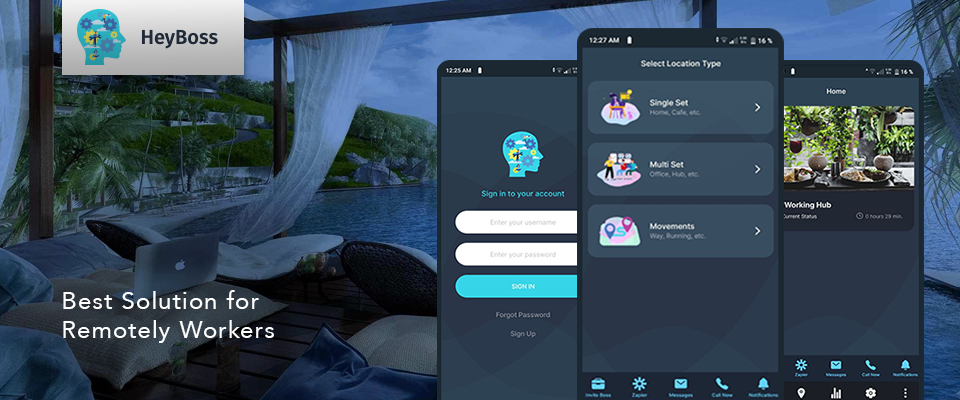 HeyBoss
Best Solution for
Remotely Workers
12:25 AM
Sign in to your account
Enter your username
Enter your password
SIGN IN
Forgot Password
Sign Up
12:27 AM
16 %
Select Location Type
Single Set
Home, Cafe, etc.
Multi Set
Office, Hub, etc.
Movements
Way, Running, etc.
Invite Boss
Zapier
Messages
Call Now
Notifications
16 %
Home
Working Hub
Current Status
0 hours 29 min.
Zapier
Messages
Call Now
Notifications